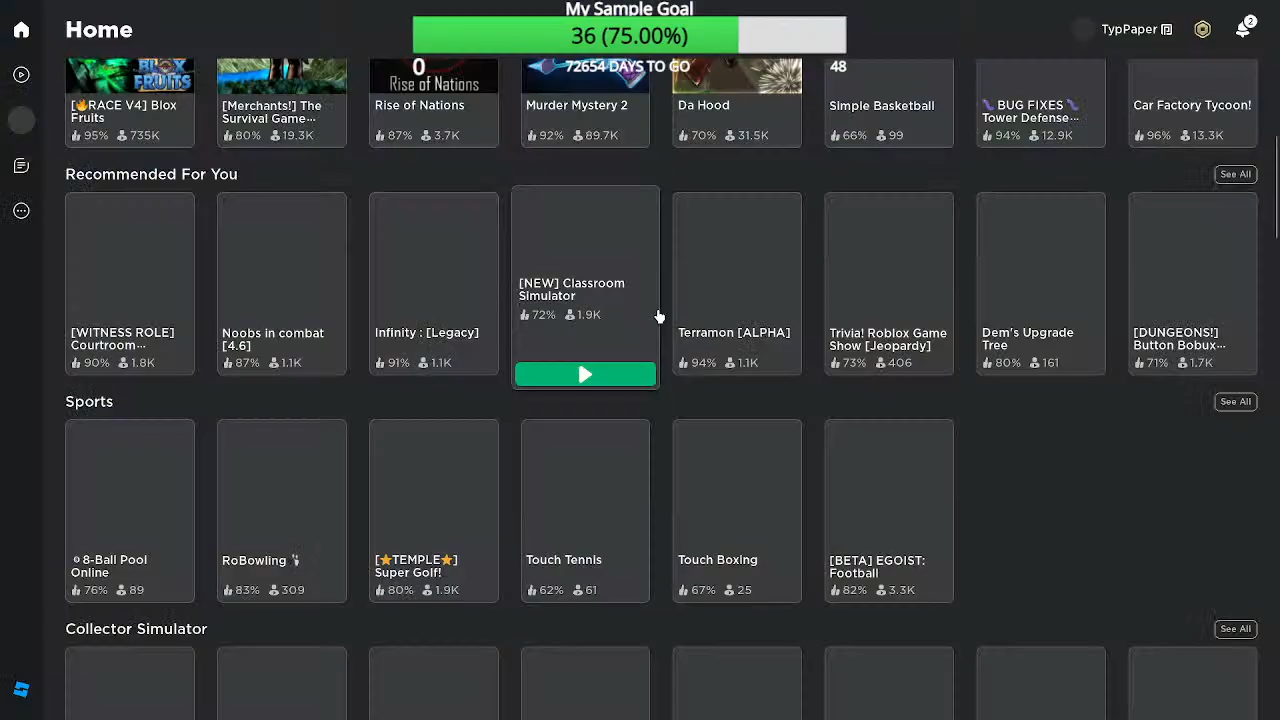 My Sample Goal
Home
36 (75.00%)
TypPaper
2
0
72654 DAYS TO GO
48
BLOX
FRUITS
Rise of Nations
[🔥RACE V4] Blox
Fruits
95% 735K
[Merchants!] The
Survival Game...
80% 19.3K
Rise of Nations
87% 3.7K
Murder Mystery 2
92% 89.7K
Da Hood
70% 31.5K
Simple Basketball
66% 99
BUG FIXES
Tower Defense...
94% 12.9K
Car Factory Tycoon!
96% 13.3K
Recommended For You
See All
[WITNESS ROLE]
Courtroom...
90% 1.8K
Noobs in combat
[4.6]
87% 1.1K
Infinity : [Legacy]
91% 1.1K
[NEW] Classroom
Simulator
72% 1.9K
Terramon [ALPHA]
94% 1.1K
Trivia! Roblox Game
Show [Jeopardy]
73% 406
Dem's Upgrade
Tree
80% 161
[DUNGEONS!]
Button Bobux...
71% 1.7K
Sports
See All
8-Ball Pool
Online
76% 89
RoBowling
83% 309
[⭐TEMPLE⭐]
Super Golf!
80% 1.9K
Touch Tennis
62% 61
Touch Boxing
67% 25
[BETA] EGOIST:
Football
82% 3.3K
Collector Simulator
See All